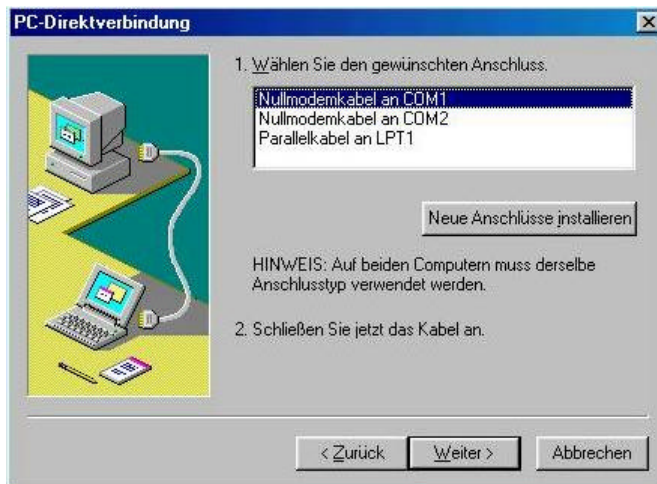 PC-Direktverbindung
1. Wählen Sie den gewünschten Anschluss.
Nullmodemkabel an COM1
Nullmodemkabel an COM2
Parallelkabel an LPT1
Neue Anschlüsse installieren
HINWEIS: Auf beiden Computern muss derselbe
Anschlusstyp verwendet werden.
2. Schließen Sie jetzt das Kabel an.
< Zurück
Weiter >
Abbrechen